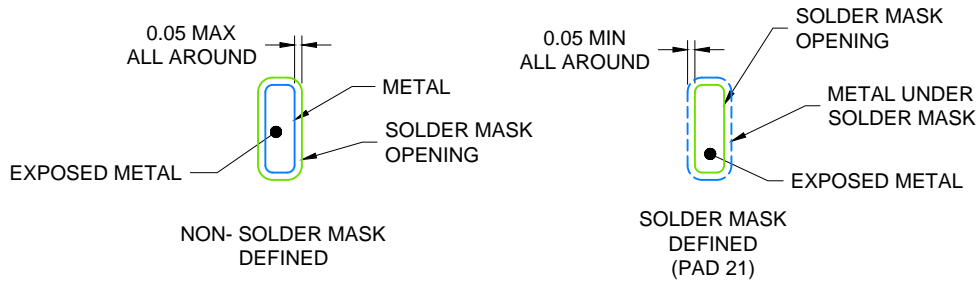 0.05 MAX
ALL AROUND
METAL
SOLDER MASK
OPENING
EXPOSED METAL
NON- SOLDER MASK
DEFINED
0.05 MIN
ALL AROUND
SOLDER MASK
OPENING
METAL UNDER
SOLDER MASK
EXPOSED METAL
SOLDER MASK
DEFINED
(PAD 21)